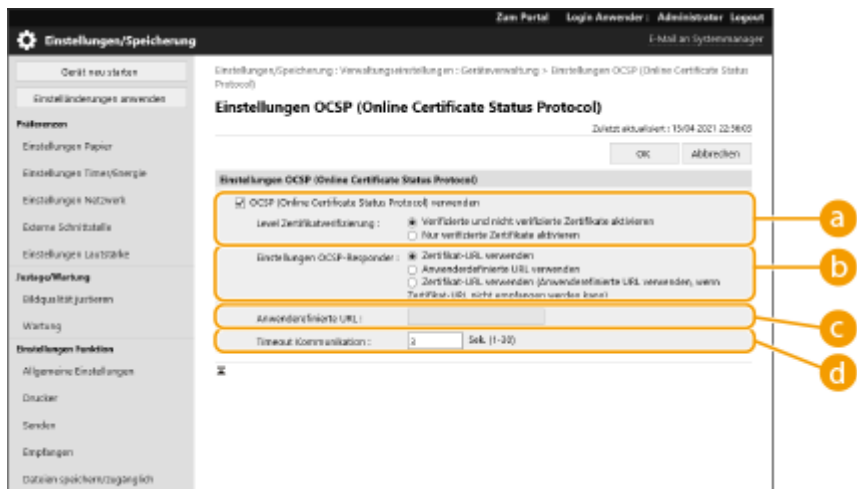 Zum Portal Login Anwender: Administrator Logout
Einstellungen/Speicherung
E-Mail an Systemmanager
Gerät neu starten
Einstelländerungen anwenden
Präferenzen
Einstellungen Papier
Einstellungen Timer/Energie
Einstellungen Netzwerk
Externe Schnittstelle
Einstellungen Lautstärke
Justage/Wartung
Bildqualität justieren
Wartung
Einstellungen Funktion
Allgemeine Einstellungen
Drucker
Senden
Empfangen
Dateien speichern/zugänglich
Einstellungen/Speicherung : Verwaltungseinstellungen : Geräteverwaltung > Einstellungen OCSP (Online Certificate Status
Protocol)
Einstellungen OCSP (Online Certificate Status Protocol)
Zuletzt aktualisiert : 15/04 2021 22:56:03
OK Abbrechen
Einstellungen OCSP (Online Certificate Status Protocol)
OCSP (Online Certificate Status Protocol) verwenden
Level Zertifikatverifizierung : Verifizierte und nicht verifizierte Zertifikate aktivieren
Nur verifizierte Zertifikate aktivieren
a
Einstellungen OCSP-Responder : Zertifikat-URL verwenden
Anwenderdefinierte URL verwenden
Zertifikat-URL verwenden (Anwenderdefinierte URL verwenden, wenn
Zertifikat-URL nicht empfangen werden kann)
b
Anwenderdefinierte URL :
c
Timeout Kommunikation : 3 Sek. (1-30)
d